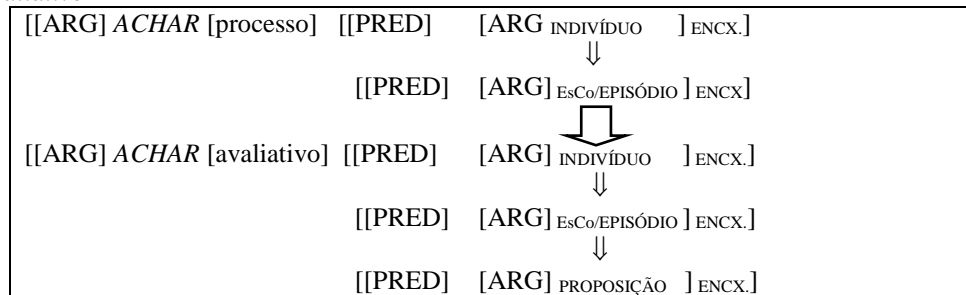 [[ARG] ACHAR [processo] [[PRED] [ARG INDIVÍDUO ] ENCX.]
⇓
[[PRED] [ARG] EsCo/EPISÓDIO ] ENCX]
[[ARG] ACHAR [avaliativo] [[PRED] [ARG] INDIVÍDUO ] ENCX.]
⇓
[[PRED] [ARG] EsCo/EPISÓDIO ] ENCX.]
⇓
[[PRED] [ARG] PROPOSIÇÃO ] ENCX.]